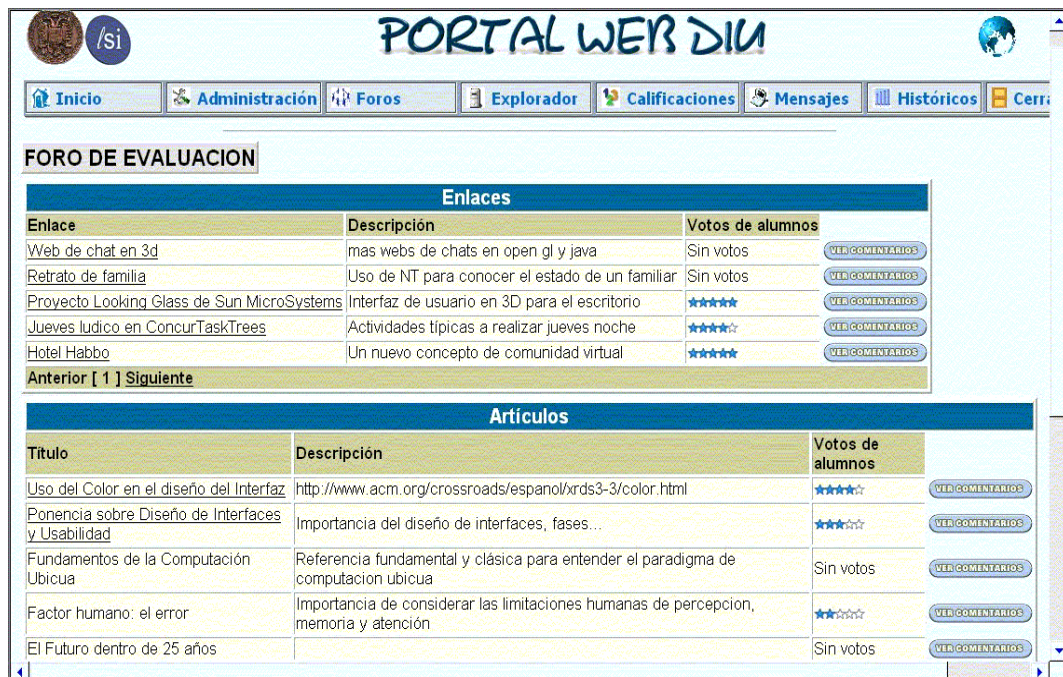 /si PORTAL WEB DIU
Inicio Administración Foros Explorador Calificaciones Mensajes Históricos Cerra
FORO DE EVALUACION
Enlaces
Enlace Descripción Votos de alumnos
Web de chat en 3d mas webs de chats en open gl y java Sin votos VER COMENTARIOS
Retrato de familia Uso de NT para conocer el estado de un familiar Sin votos VER COMENTARIOS
Proyecto Looking Glass de Sun MicroSystems Interfaz de usuario en 3D para el escritorio VER COMENTARIOS
Jueves ludico en ConcurTaskTrees Actividades típicas a realizar jueves noche VER COMENTARIOS
Hotel Habbo Un nuevo concepto de comunidad virtual VER COMENTARIOS
Anterior [ 1 ] Siguiente
Artículos
Título Descripción Votos de
alumnos
Uso del Color en el diseño del Interfaz http://www.acm.org/crossroads/espanol/xrds3-3/color.html VER COMENTARIOS
Ponencia sobre Diseño de Interfaces
y Usabilidad Importancia del diseño de interfaces, fases... VER COMENTARIOS
Fundamentos de la Computación
Ubicua Referencia fundamental y clásica para entender el paradigma de
computacion ubicua Sin votos VER COMENTARIOS
Factor humano: el error Importancia de considerar las limitaciones humanas de percepcion,
memoria y atención VER COMENTARIOS
El Futuro dentro de 25 años Sin votos VER COMENTARIOS